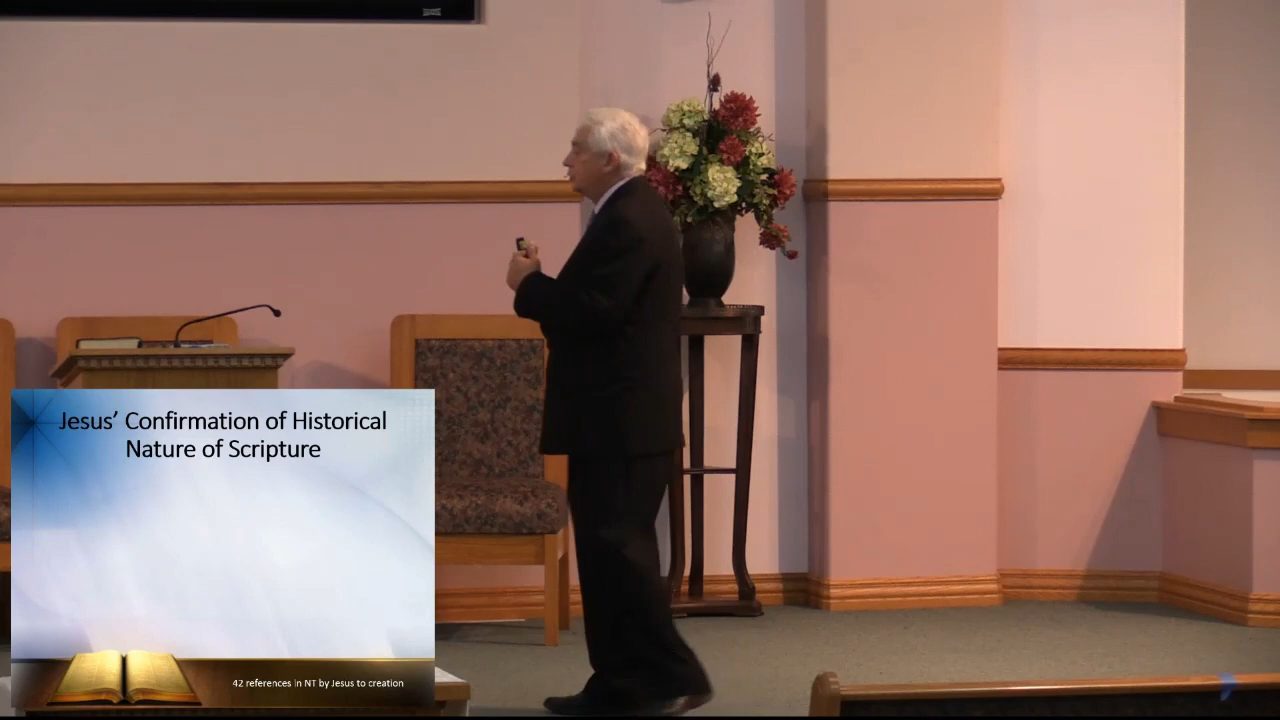 Jesus' Confirmation of Historical
Nature of Scripture
42 references in NT by Jesus to creation